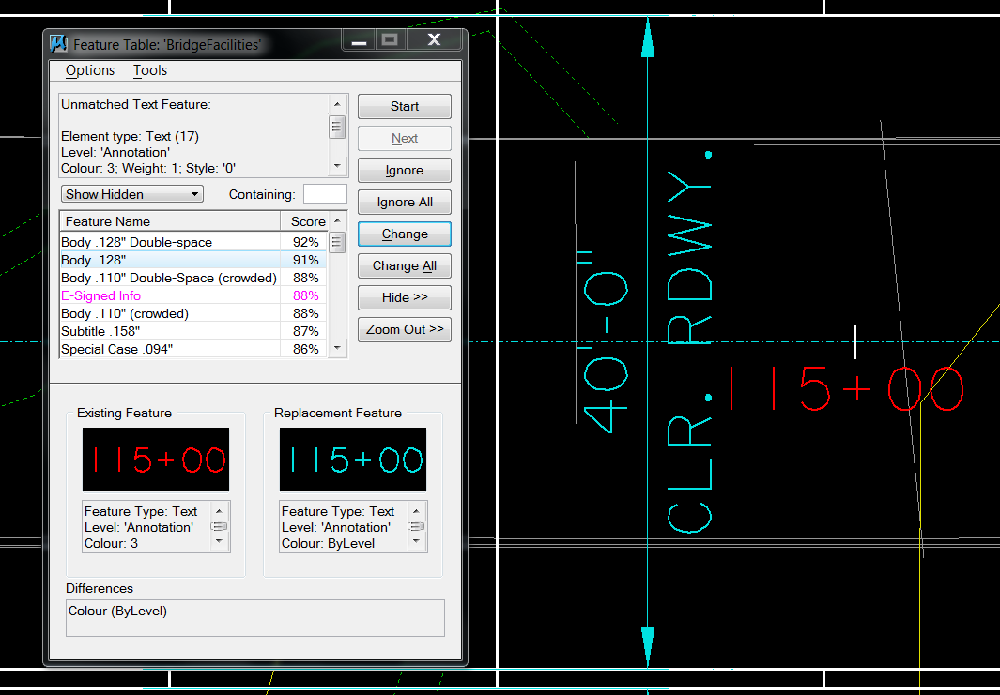 Feature Table: 'BridgeFacilities'
Options Tools
Unmatched Text Feature:
Element type: Text (17)
Level: 'Annotation'
Colour: 3; Weight: 1; Style: '0'
Start
Next
Ignore
Ignore All
Change
Change All
Hide >>
Zoom Out >>
Show Hidden
Containing:
Feature Name Score
Body .128" Double-space 92%
Body .128" 91%
Body .110" Double-Space (crowded) 88%
E-Signed Info 88%
Body .110" (crowded) 88%
Subtitle .158" 87%
Special Case .094" 86%
Existing Feature
115+00
Feature Type: Text
Level: 'Annotation'
Colour: 3
Replacement Feature
115+00
Feature Type: Text
Level: 'Annotation'
Colour: ByLevel
Differences
Colour (ByLevel)
40'-0"
CLR. RDWY.
115+00